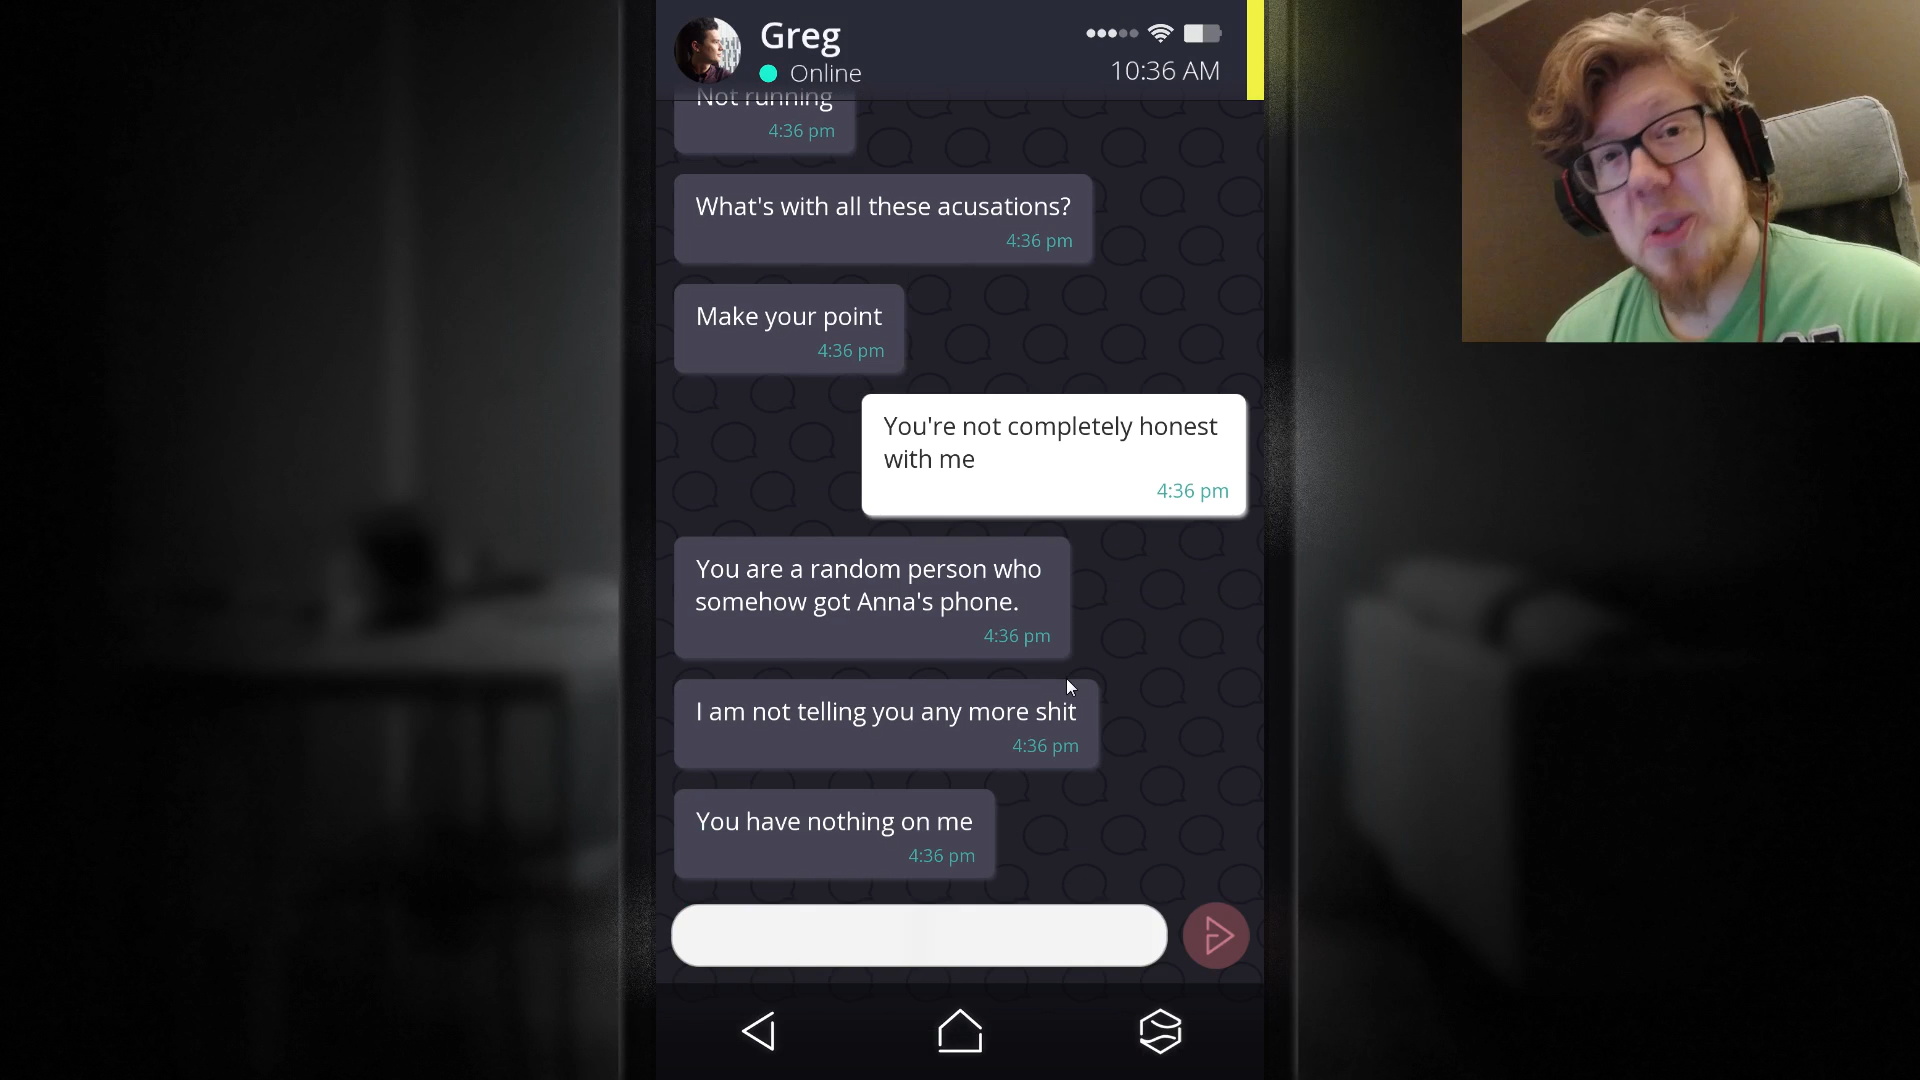 Greg
Online
10:36 AM
Not running
4:36 pm
What's with all these acusations?
4:36 pm
Make your point
4:36 pm
You're not completely honest
with me
4:36 pm
You are a random person who
somehow got Anna's phone.
4:36 pm
I am not telling you any more shit
4:36 pm
You have nothing on me
4:36 pm